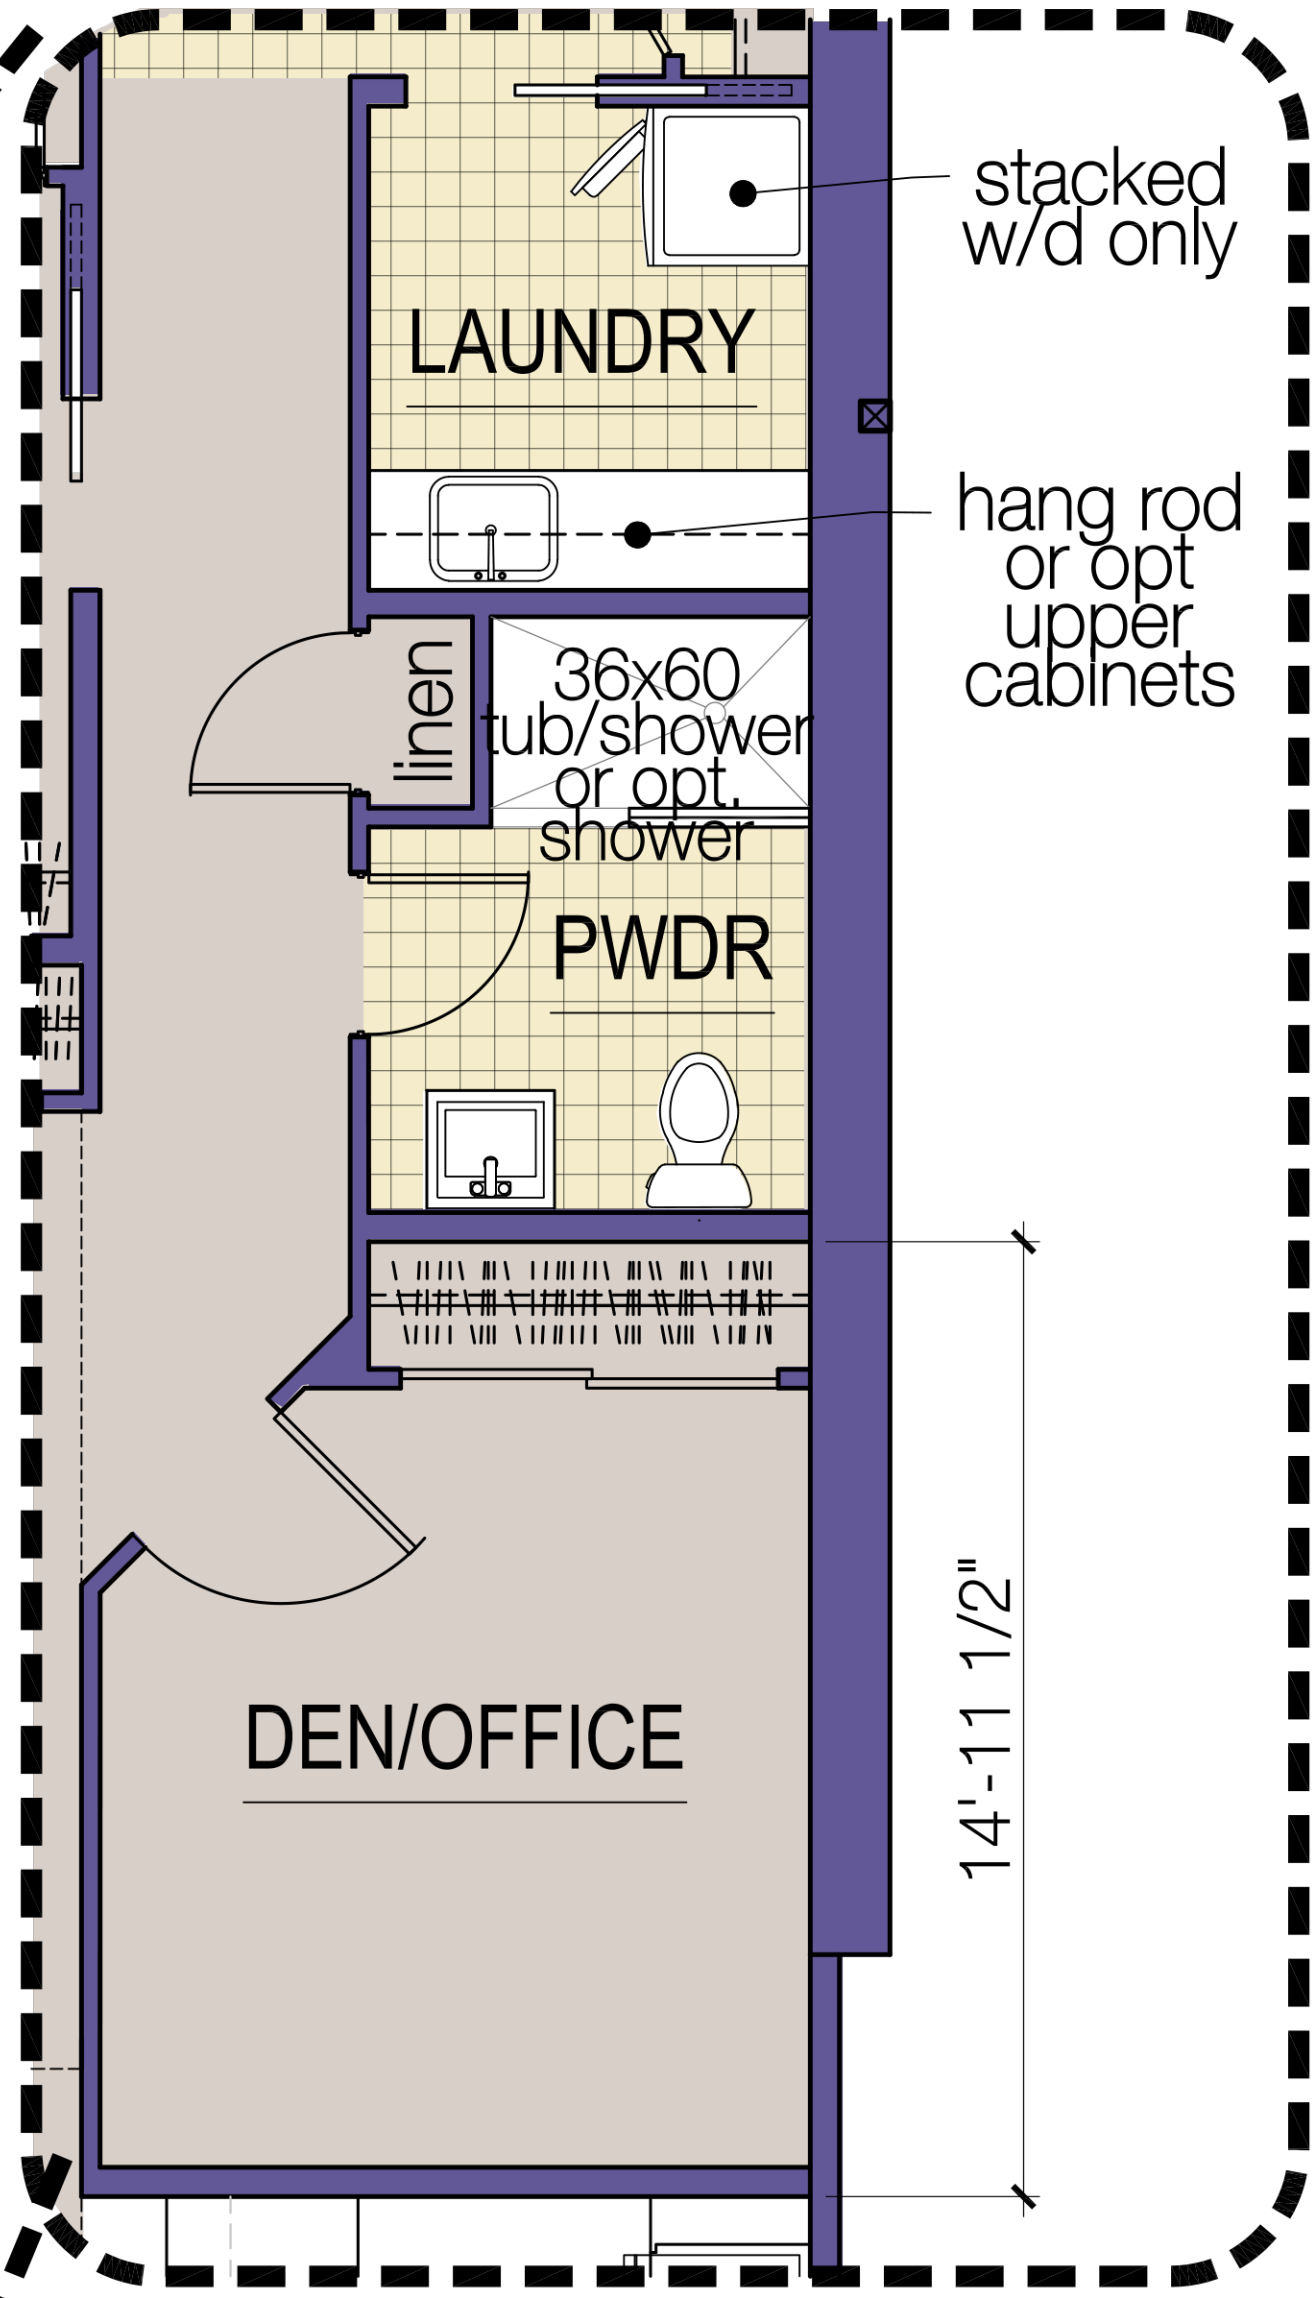 stacked
w/d only
LAUNDRY
hang rod
or opt
upper
cabinets
linen
36x60
tub/shower
or opt.
shower
PWDR
14'-11 1/2"
DEN/OFFICE